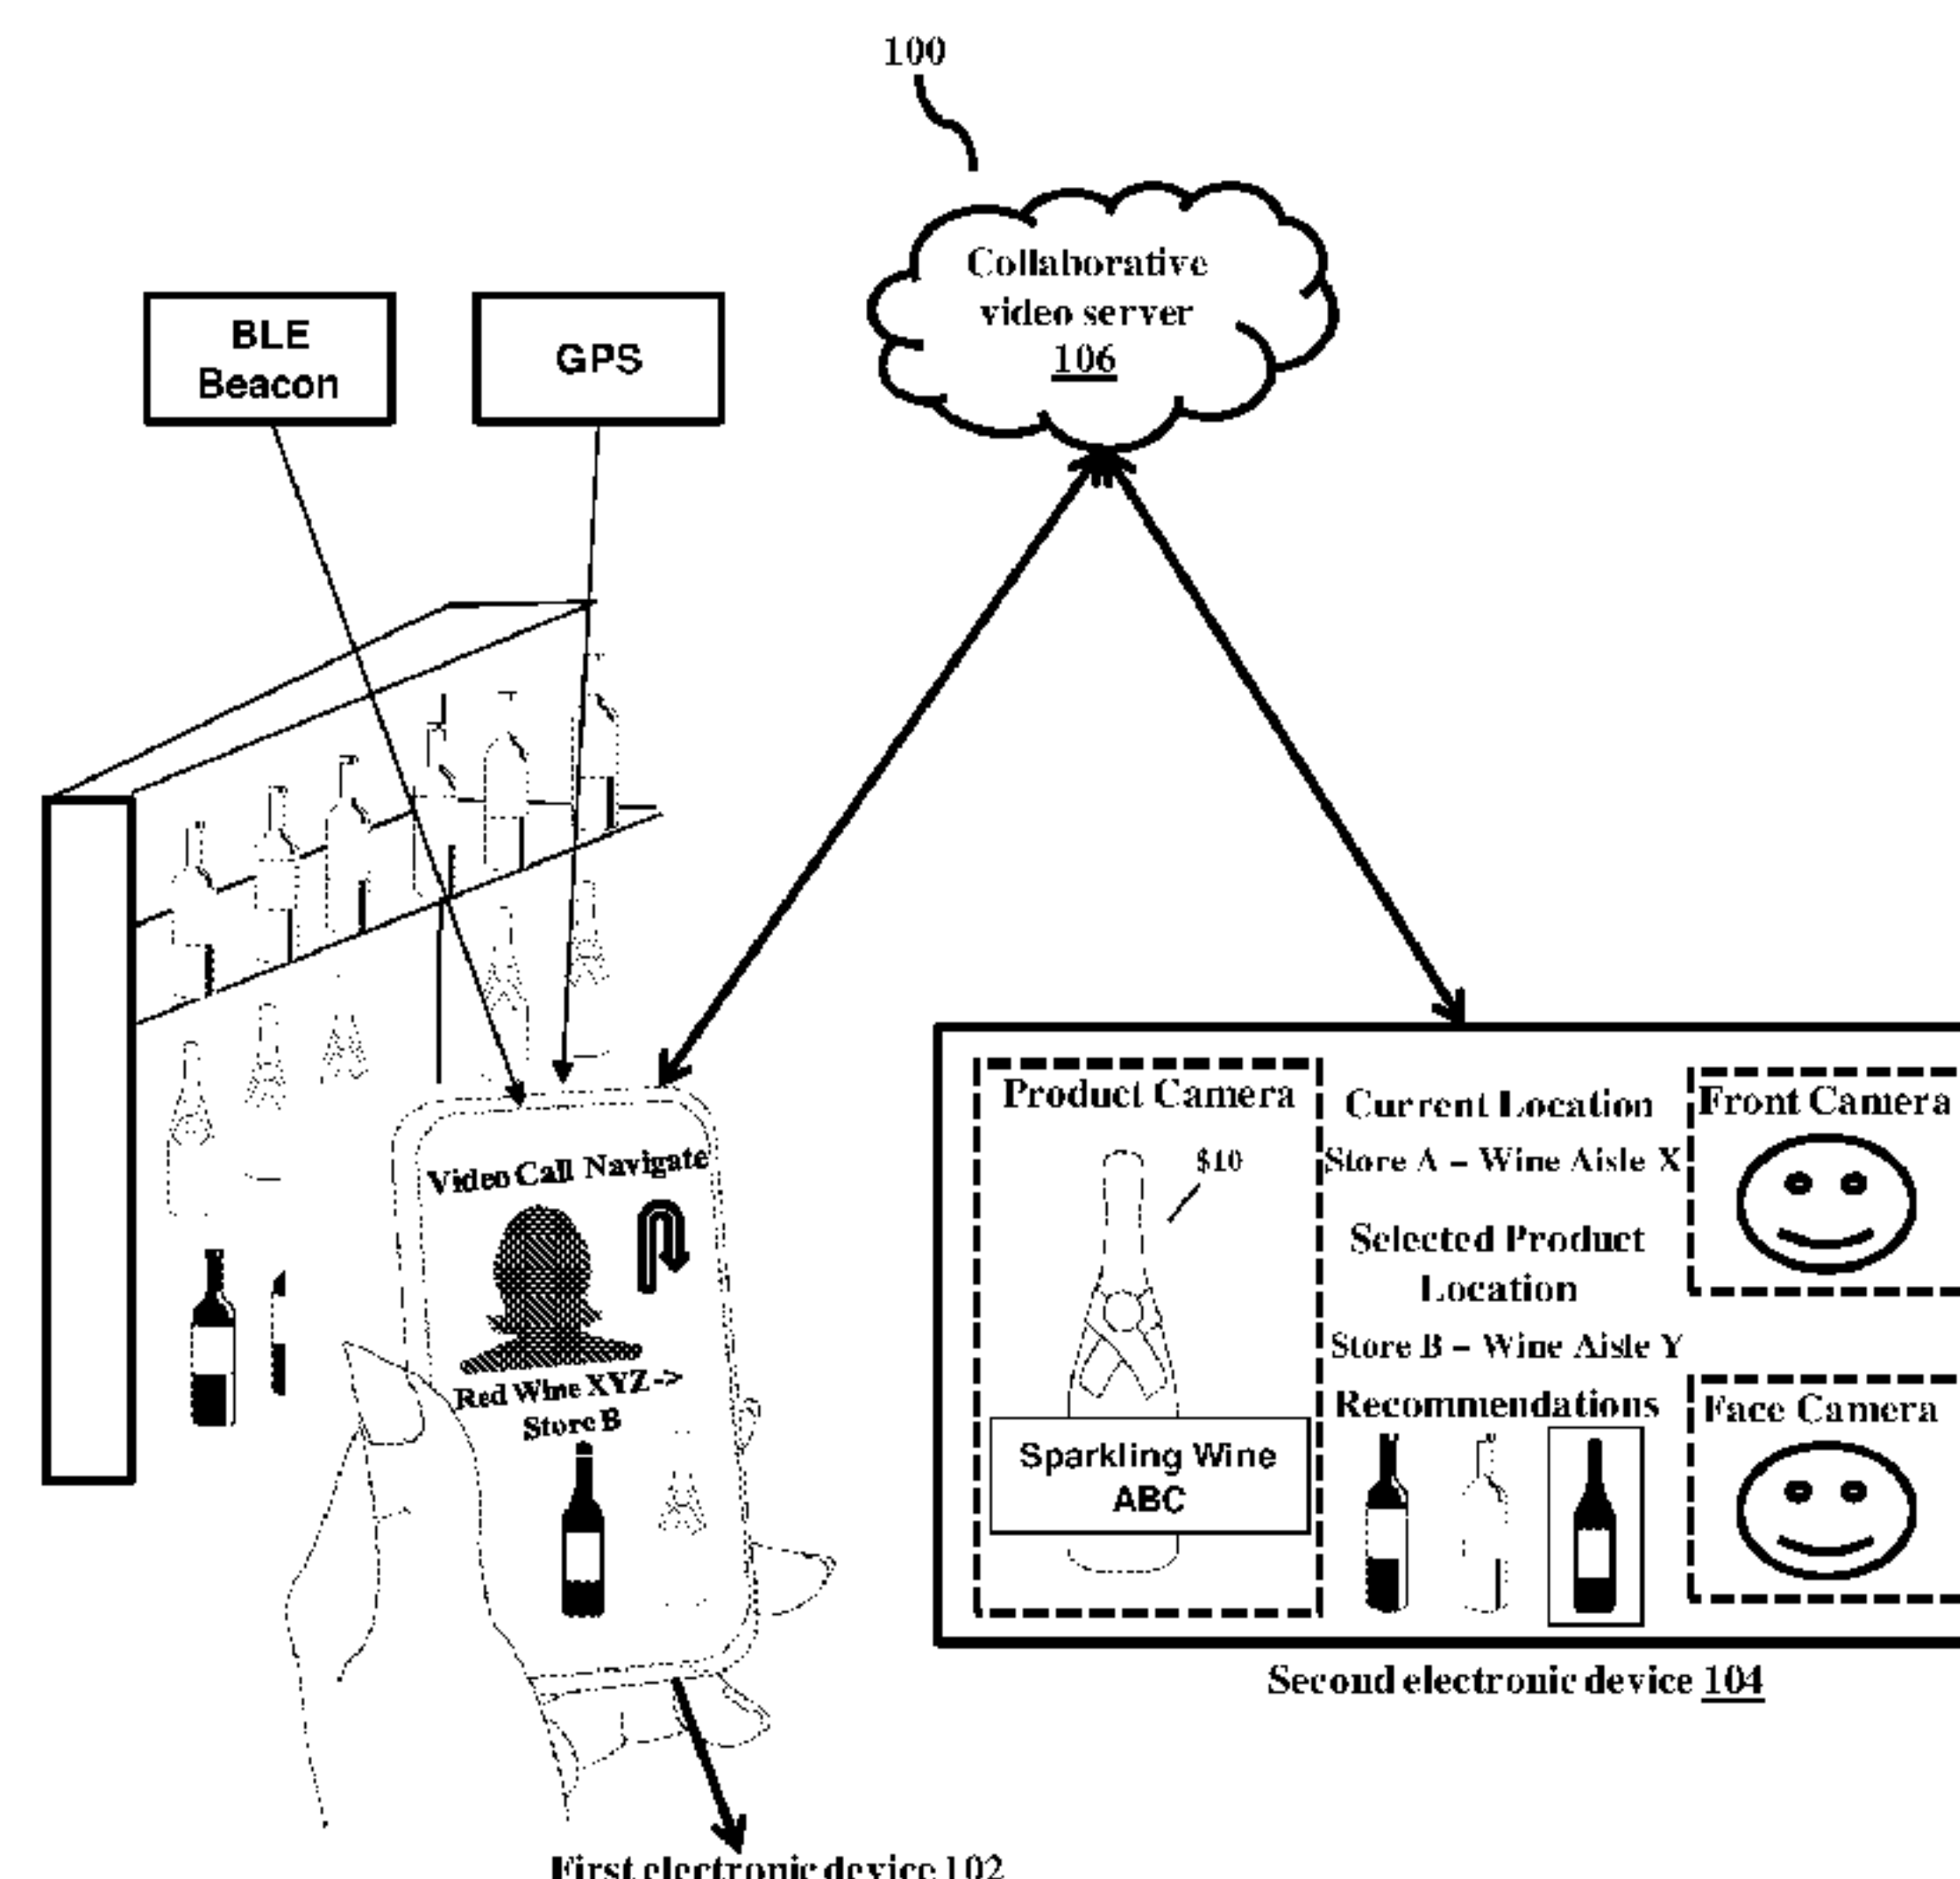 100
Collaborative
video server
106
BLE
Beacon
GPS
Video Call Navigate
Red Wine XYZ ->
Store B
Product Camera
$10
Sparkling Wine
ABC
Current Location
Store A – Wine Aisle X
Selected Product
Location
Store B – Wine Aisle Y
Recommendations
Front Camera
Face Camera
Second electronic device 104
First electronic device 102